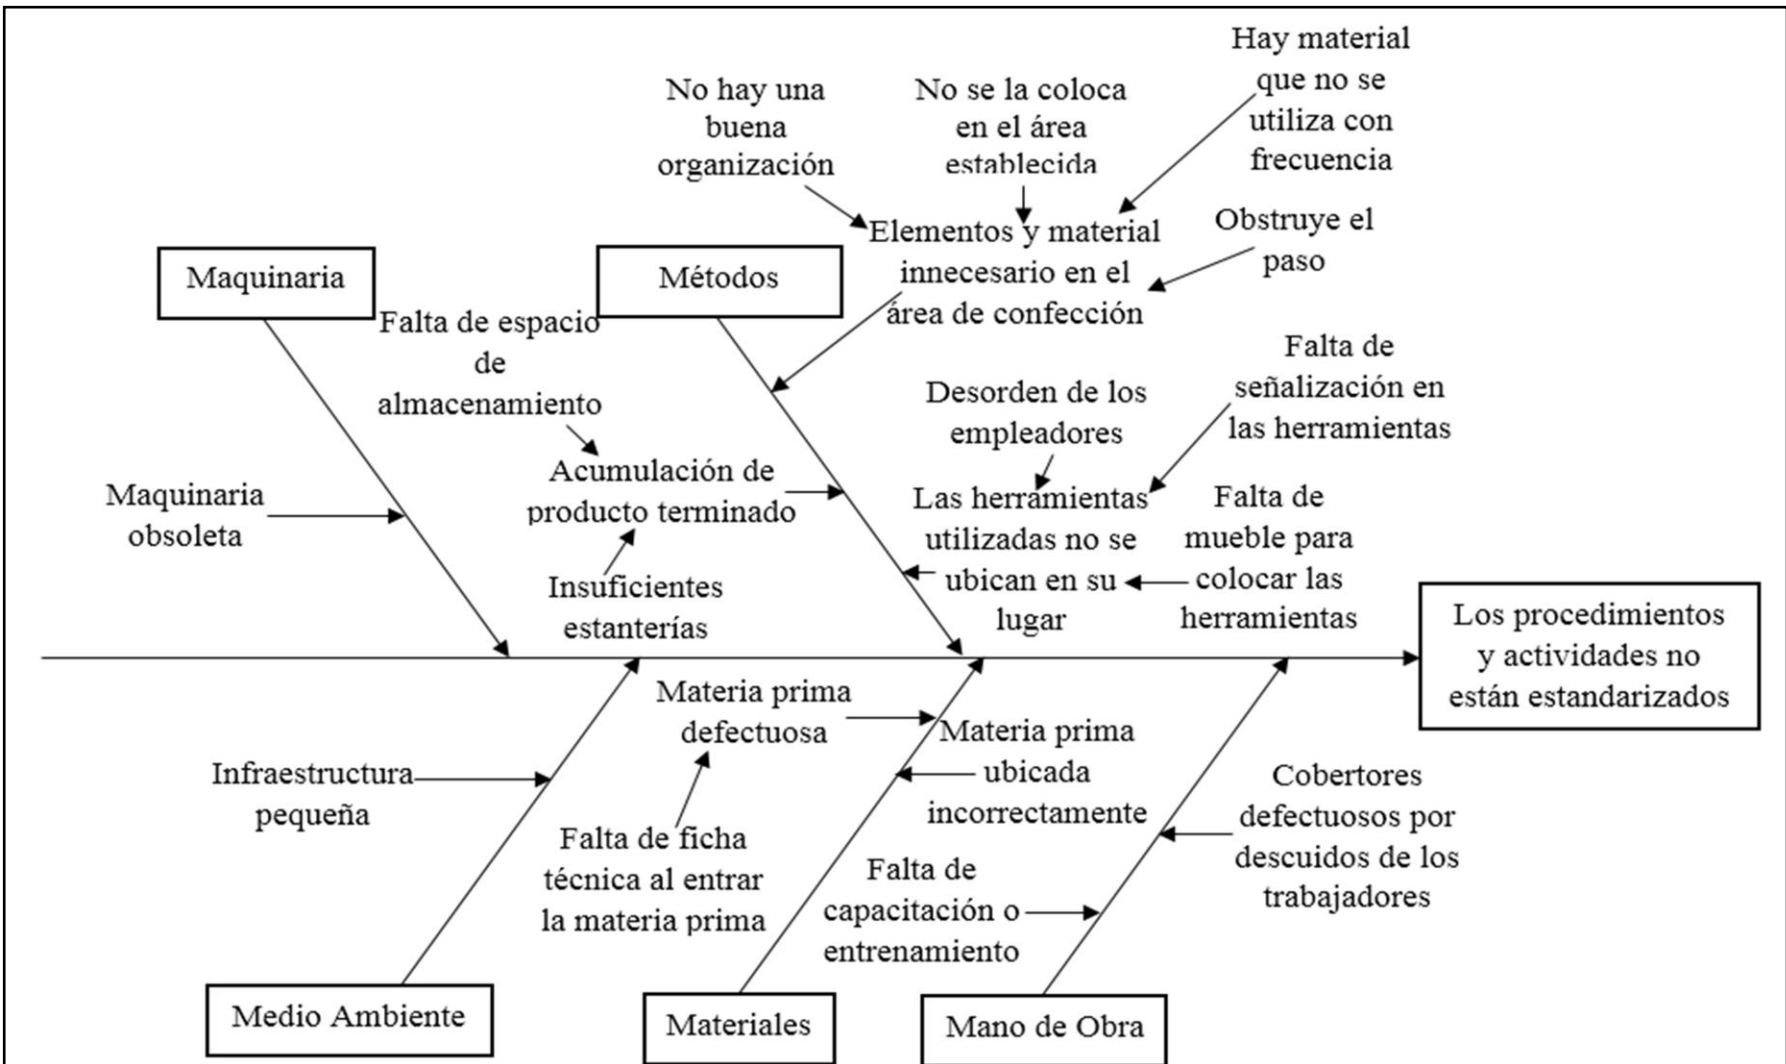 Hay material
que no se
utiliza con
frecuencia
No hay una
buena
organización
No se la coloca
en el área
establecida
Elementos y material
innecesario en el
área de confección
Obstruye el
paso
Maquinaria
Métodos
Falta de espacio
de
almacenamiento
Falta de
señalización en
las herramientas
Desorden de los
empleadores
Maquinaria
obsoleta
Acumulación de
producto terminado
Las herramientas
utilizadas no se
ubican en su
lugar
Falta de
mueble para
colocar las
herramientas
Insuficientes
estanterías
Los procedimientos
y actividades no
están estandarizados
Materia prima
defectuosa
Materia prima
ubicada
incorrectamente
Infraestructura
pequeña
Cobertores
defectuosos por
descuidos de los
trabajadores
Falta de ficha
técnica al entrar
la materia prima
Falta de
capacitación o
entrenamiento
Medio Ambiente
Materiales
Mano de Obra